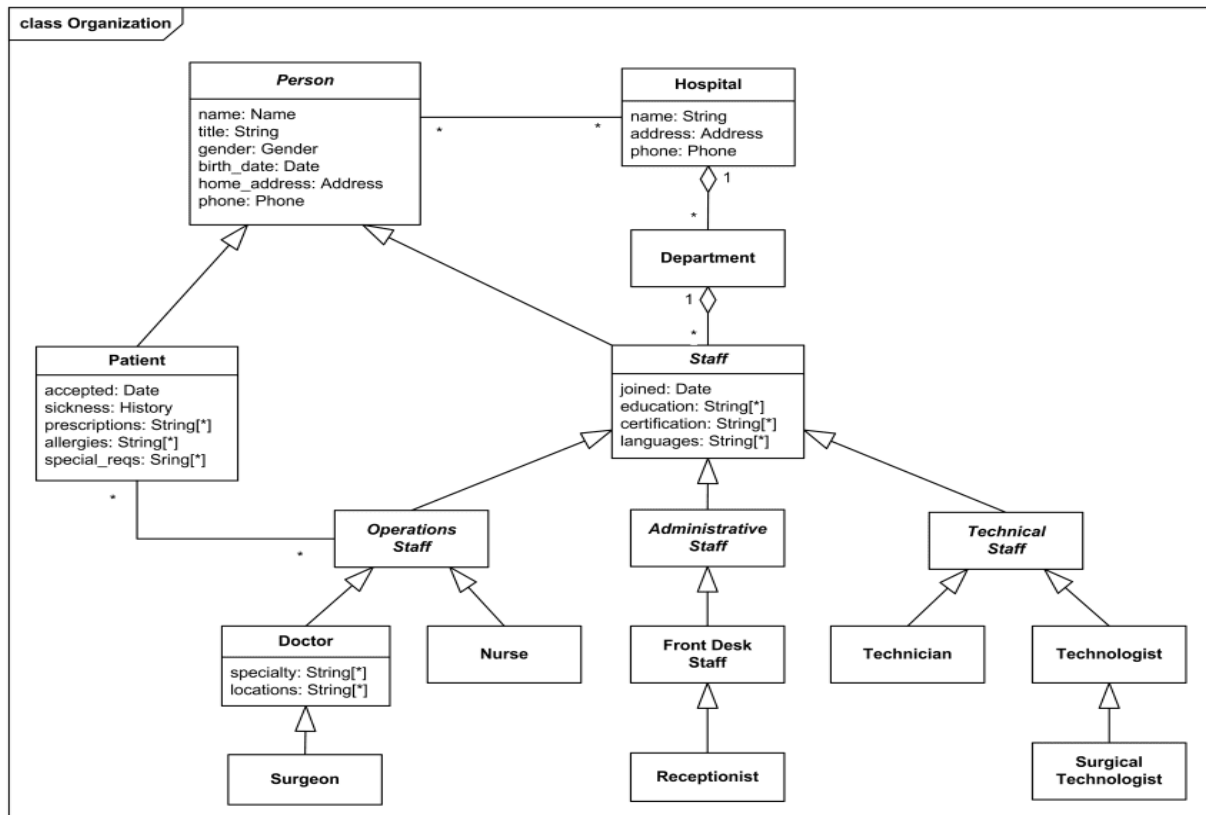 class Organization
Person
name: Name
title: String
gender: Gender
birth_date: Date
home_address: Address
phone: Phone
*
*
Hospital
name: String
address: Address
phone: Phone
1
*
Department
1
*
Patient
accepted: Date
sickness: History
prescriptions: String[*]
allergies: String[*]
special_reqs: Sring[*]
Staff
joined: Date
education: String[*]
certification: String[*]
languages: String[*]
*
*
Operations
Staff
Administrative
Staff
Technical
Staff
Doctor
specialty: String[*]
locations: String[*]
Nurse
Front Desk
Staff
Technician
Technologist
Surgeon
Receptionist
Surgical
Technologist